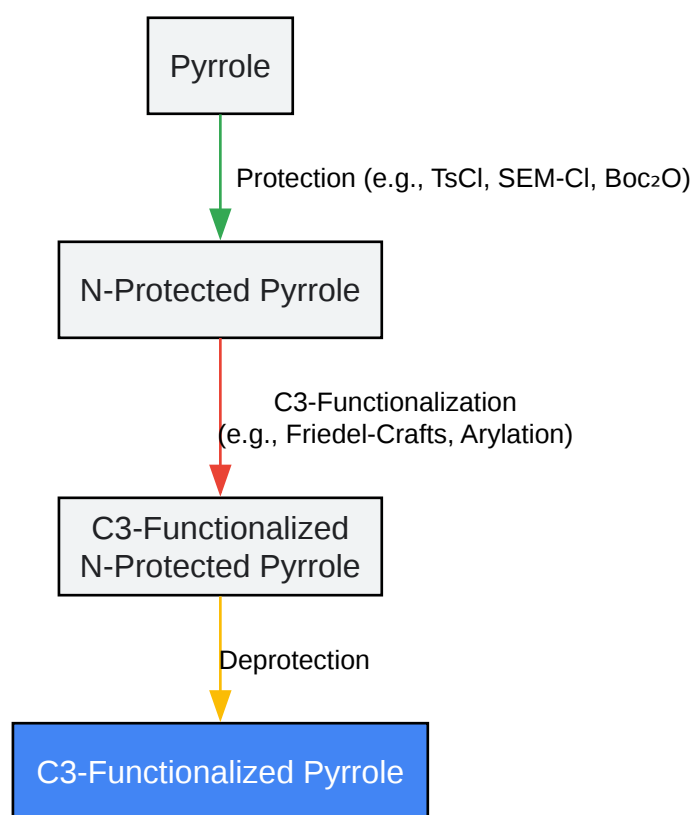 Pyrrole
Protection (e.g., TsCl, SEM-Cl, Boc₂O)
N-Protected Pyrrole
C3-Functionalization
(e.g., Friedel-Crafts, Arylation)
C3-Functionalized
N-Protected Pyrrole
Deprotection
C3-Functionalized Pyrrole